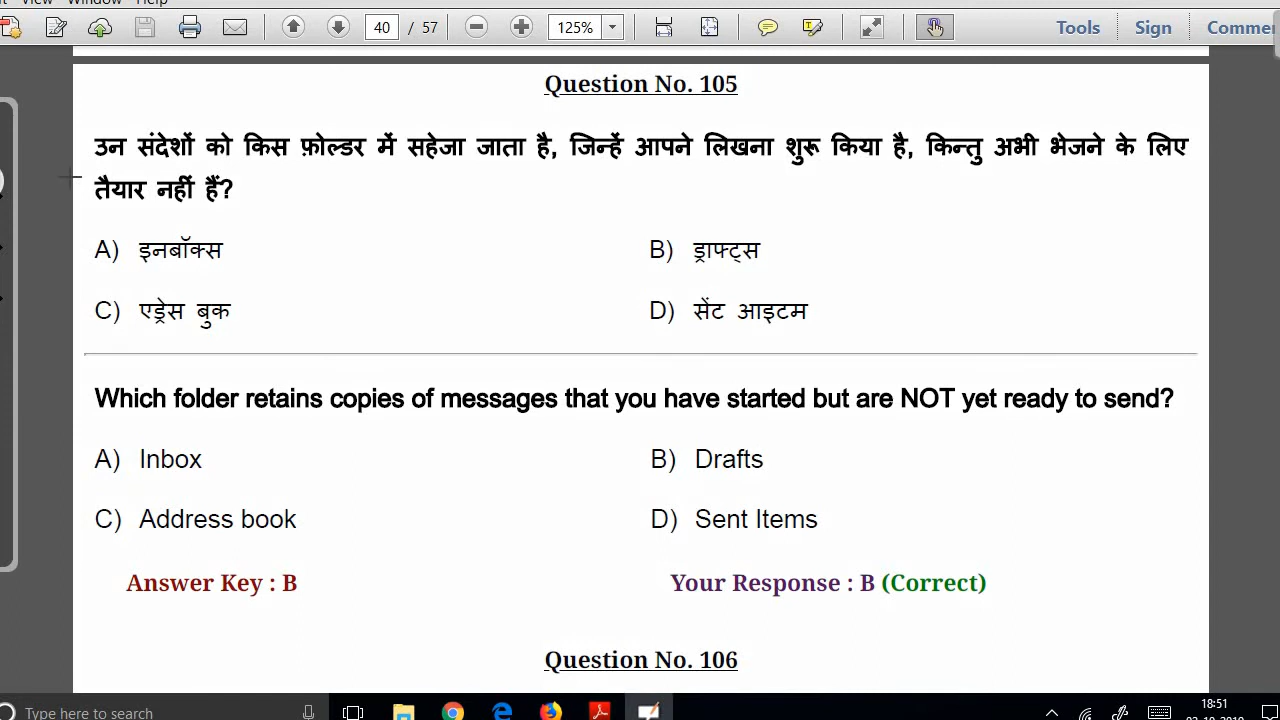 View Window Help
40 / 57 125% Tools Sign
Question No. 105
उन संदेशों को किस फ़ोल्डर में सहेजा जाता है, जिन्हें आपने लिखना शुरू किया है, किन्तु अभी भेजने के लिए
तैयार नहीं हैं?
A) इनबॉक्स B) ड्राफ्ट्स
C) एड्रेस बुक D) सेंट आइटम
Which folder retains copies of messages that you have started but are NOT yet ready to send?
A) Inbox B) Drafts
C) Address book D) Sent Items
Answer Key : B Your Response : B (Correct)
Question No. 106
Type here to search 18:51